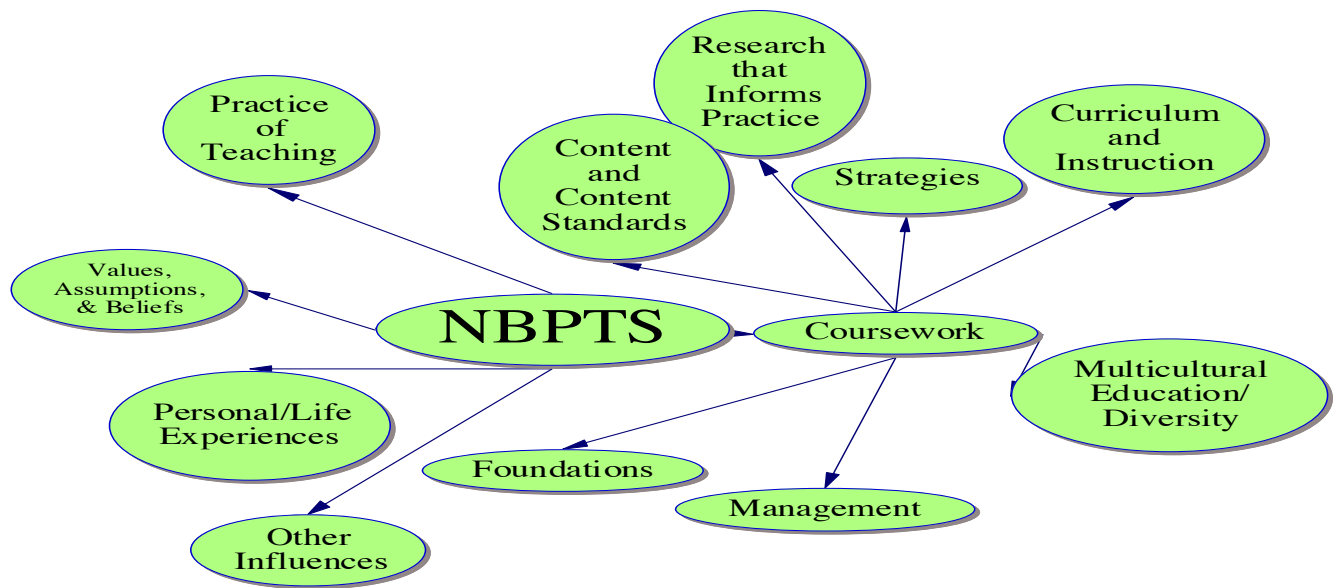 Research
that
Informs
Practice
Practice
of
Teaching
Curriculum
and
Instruction
Content
and
Content
Standards
Strategies
Values,
Assumptions,
& Beliefs
NBPTS
Coursework
Multicultural
Education/
Diversity
Personal/Life
Experiences
Foundations
Management
Other
Influences